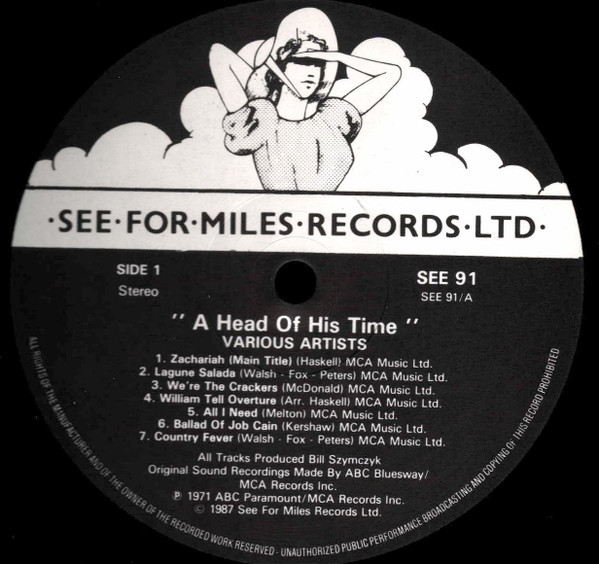 ·SEE·FOR·MILES·RECORDS·LTD·
SIDE 1
Stereo
SEE 91
SEE 91/A
" A Head Of His Time "
VARIOUS ARTISTS
1. Zachariah (Main Title) (Haskell) MCA Music Ltd.
2. Lagune Salada (Walsh - Fox - Peters) MCA Music Ltd.
3. We're The Crackers (McDonald) MCA Music Ltd.
4. William Tell Overture (Arr. Haskell) MCA Music Ltd.
5. All I Need (Melton) MCA Music Ltd.
6. Ballad Of Job Cain (Kershaw) MCA Music Ltd.
7. Country Fever (Walsh - Fox - Peters) MCA Music Ltd.
All Tracks Produced Bill Szymczyk
Original Sound Recordings Made By ABC Bluesway/
MCA Records Inc.
℗ 1971 ABC Paramount/MCA Records Inc.
© 1987 See For Miles Records Ltd.
ALL RIGHTS OF THE MANUFACTURER AND OF THE OWNER OF THE RECORDED WORK RESERVED - UNAUTHORIZED PUBLIC PERFORMANCE BROADCASTING AND COPYING Of THIS RECORD PROHIBITED